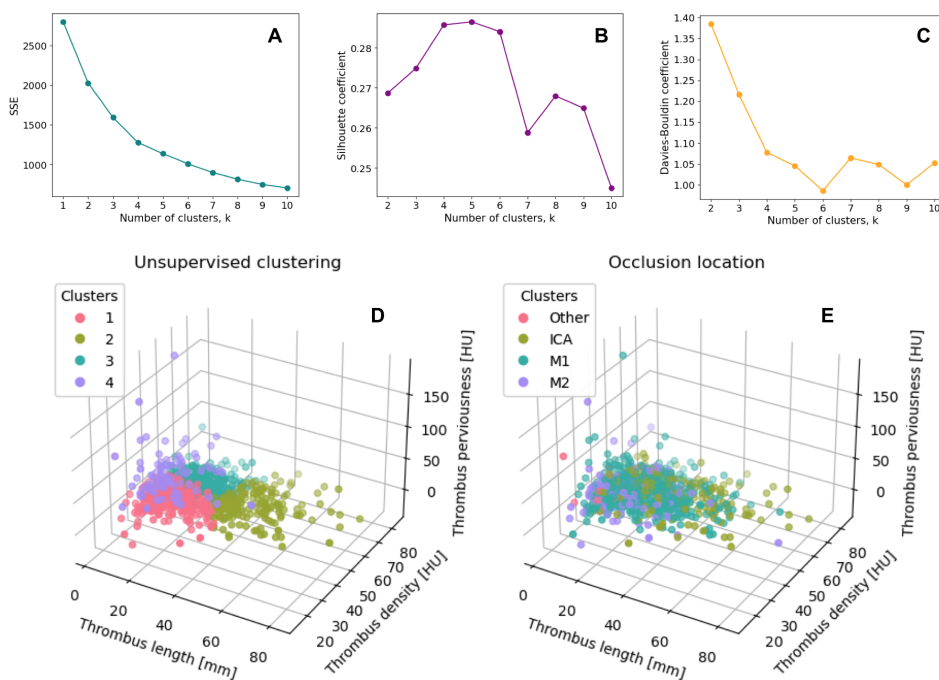 A
SSE
2500
2000
1500
1000
1 2 3 4 5 6 7 8 9 10
Number of clusters, k
B
Silhouette coefficient
0.28
0.27
0.26
0.25
2 3 4 5 6 7 8 9 10
Number of clusters, k
C
Davies-Bouldin coefficient
1.40
1.35
1.30
1.25
1.20
1.15
1.10
1.05
1.00
2 3 4 5 6 7 8 9 10
Number of clusters, k
Unsupervised clustering
Clusters
1
2
3
4
D
0 20 40 60 80
Thrombus length [mm]
20 30 40 50 60 70 80
Thrombus density [HU]
150
100
50
0
Thrombus perviousness [HU]
Occlusion location
Clusters
Other
ICA
M1
M2
E
0 20 40 60 80
Thrombus length [mm]
20 30 40 50 60 70 80
Thrombus density [HU]
150
100
50
0
Thrombus perviousness [HU]